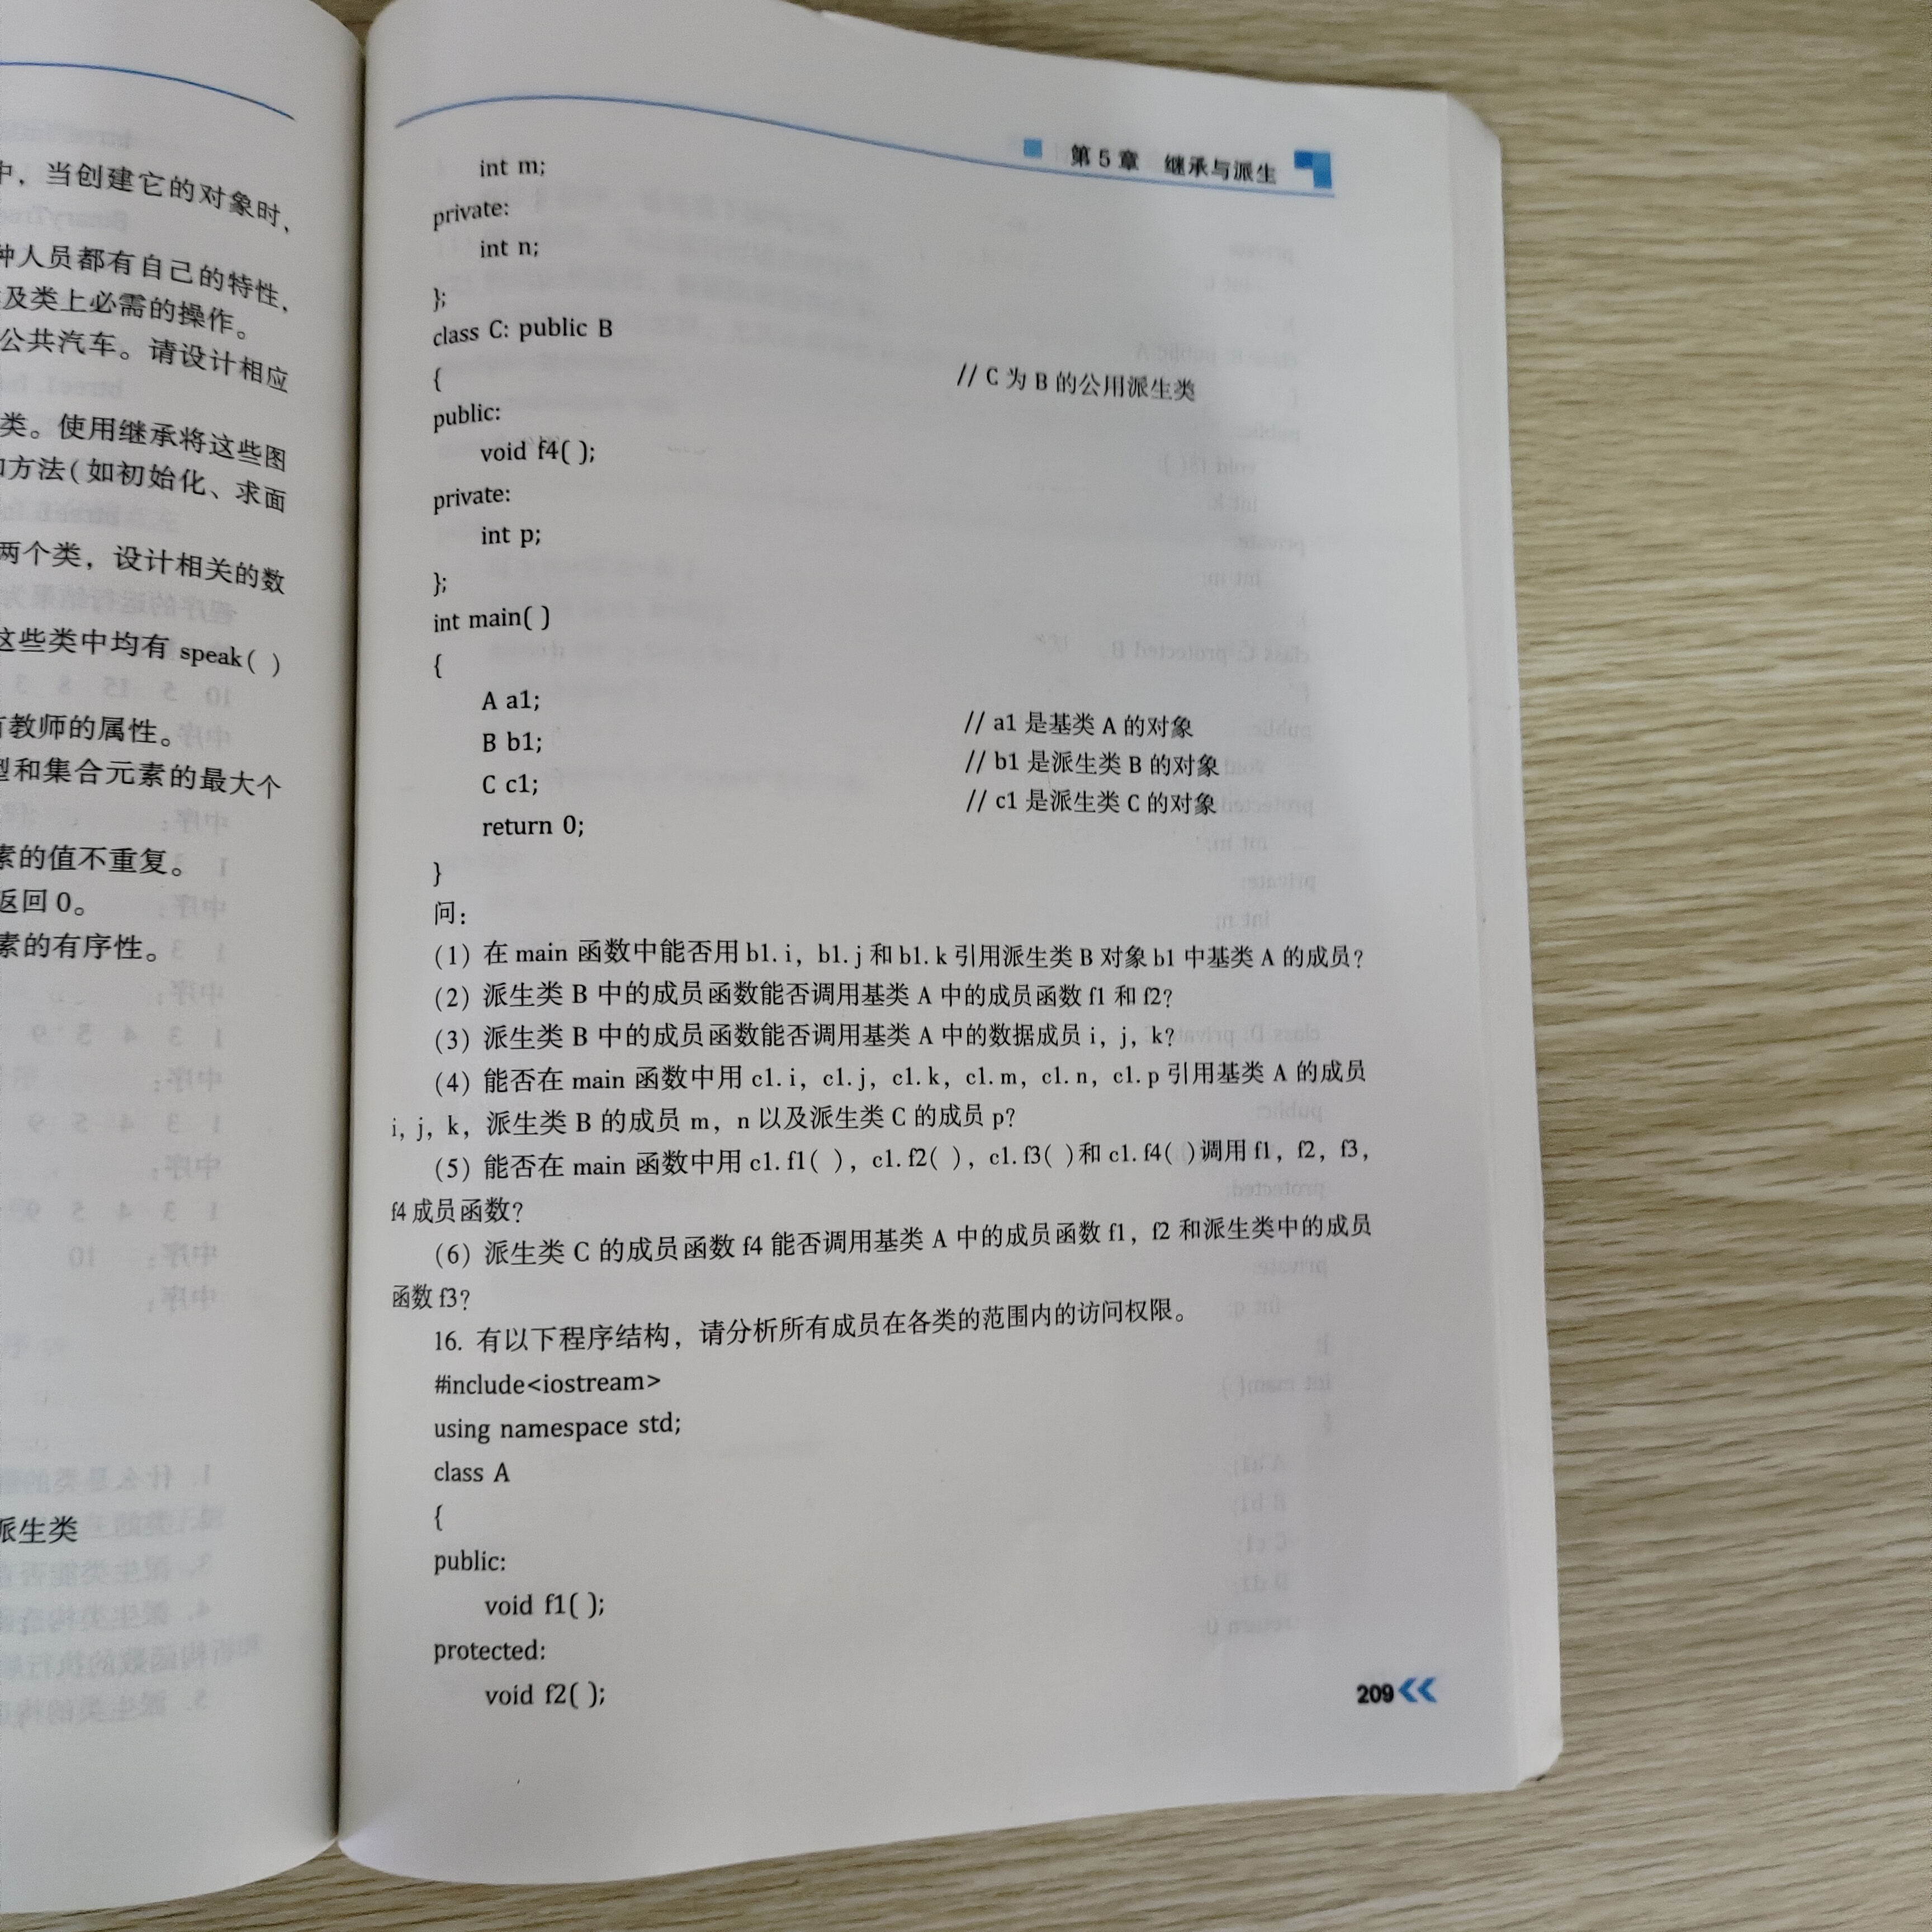 中，当创建它的对象时，
种人员都有自己的特性，
及类上必需的操作。
公共汽车。请设计相应
类。使用继承将这些图
方法(如初始化、求面
两个类，设计相关的数
这些类中均有 speak( )
有教师的属性。
型和集合元素的最大个
素的值不重复。
返回 0。
素的有序性。
派生类
第 5 章 继承与派生
int m;
private:
int n;
};
class C: public B
{ // C 为 B 的公用派生类
public:
void f4( );
private:
int p;
};
int main( )
{
A a1; // a1 是基类 A 的对象
B b1; // b1 是派生类 B 的对象
C c1; // c1 是派生类 C 的对象
return 0;
}
问：
(1) 在 main 函数中能否用 b1. i，b1. j 和 b1. k 引用派生类 B 对象 b1 中基类 A 的成员?
(2) 派生类 B 中的成员函数能否调用基类 A 中的成员函数 f1 和 f2?
(3) 派生类 B 中的成员函数能否调用基类 A 中的数据成员 i，j，k?
(4) 能否在 main 函数中用 c1. i，c1. j，c1. k，c1. m，c1. n，c1. p 引用基类 A 的成员
i，j，k，派生类 B 的成员 m，n 以及派生类 C 的成员 p?
(5) 能否在 main 函数中用 c1. f1( )，c1. f2( )，c1. f3( )和 c1. f4( )调用 f1，f2，f3，
f4 成员函数?
(6) 派生类 C 的成员函数 f4 能否调用基类 A 中的成员函数 f1，f2 和派生类中的成员
函数 f3?
16. 有以下程序结构，请分析所有成员在各类的范围内的访问权限。
#include<iostream>
using namespace std;
class A
{
public:
void f1( );
protected:
void f2( );
209